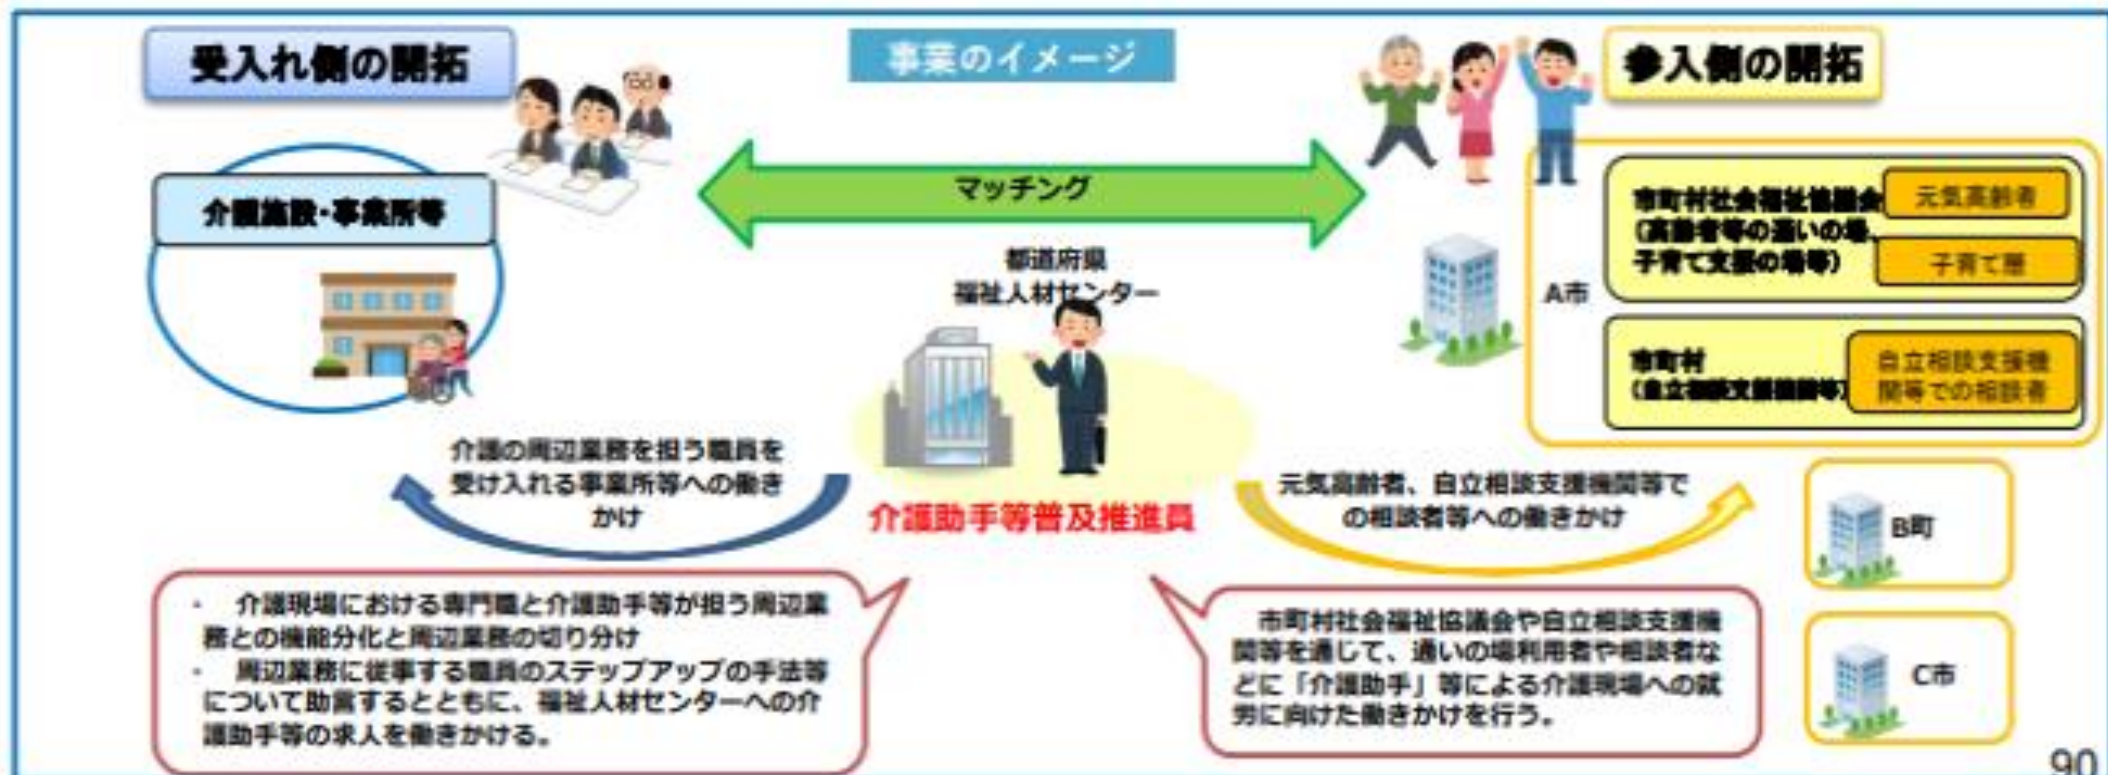 事業のイメージ
受入れ側の開拓
介護施設・事業所等
マッチング
都道府県
福祉人材センター
介護助手等普及推進員
介護の周辺業務を担う職員を
受け入れる事業所等への働き
かけ
・　介護現場における専門職と介護助手等が担う周辺業
務との機能分化と周辺業務の切り分け
・　周辺業務に従事する職員のステップアップの手法等
について助言するとともに、福祉人材センターへの介
護助手等の求人を働きかける。
参入側の開拓
A市
市町村社会福祉協議会
(高齢者等の通いの場、
子育て支援の場等)
元気高齢者
子育て層
市町村
(自立相談支援機関等)
自立相談支援機
関等での相談者
元気高齢者、自立相談支援機関等で
の相談者等への働きかけ
市町村社会福祉協議会や自立相談支援機
関等を通じて、通いの場利用者や相談者な
どに「介護助手」等による介護現場への就
労に向けた働きかけを行う。
B町
C市
90